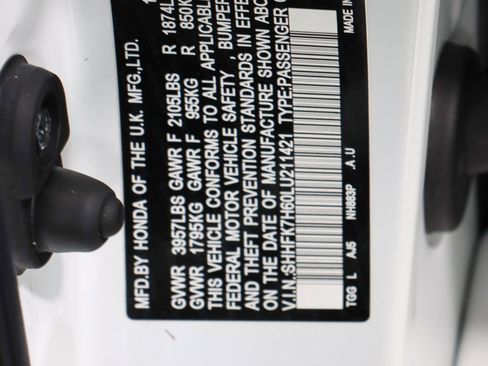 MFD.BY HONDA OF THE U.K. MFG.,LTD.
GVWR 3957LBS GAWR F 2105LBS R 1874L
GVWR 1795KG GAWR F 955KG R 850K
THIS VEHICLE CONFORMS TO ALL APPLICABLE
FEDERAL MOTOR VEHICLE SAFETY , BUMPER
AND THEFT PREVENTION STANDARDS IN EFFE
ON THE DATE OF MANUFACTURE SHOWN ABO
V.I.N.:SHHFK7H60LU211421 TYPE:PASSENGER
TGG L AJ5 NH883P .A .U MADE IN